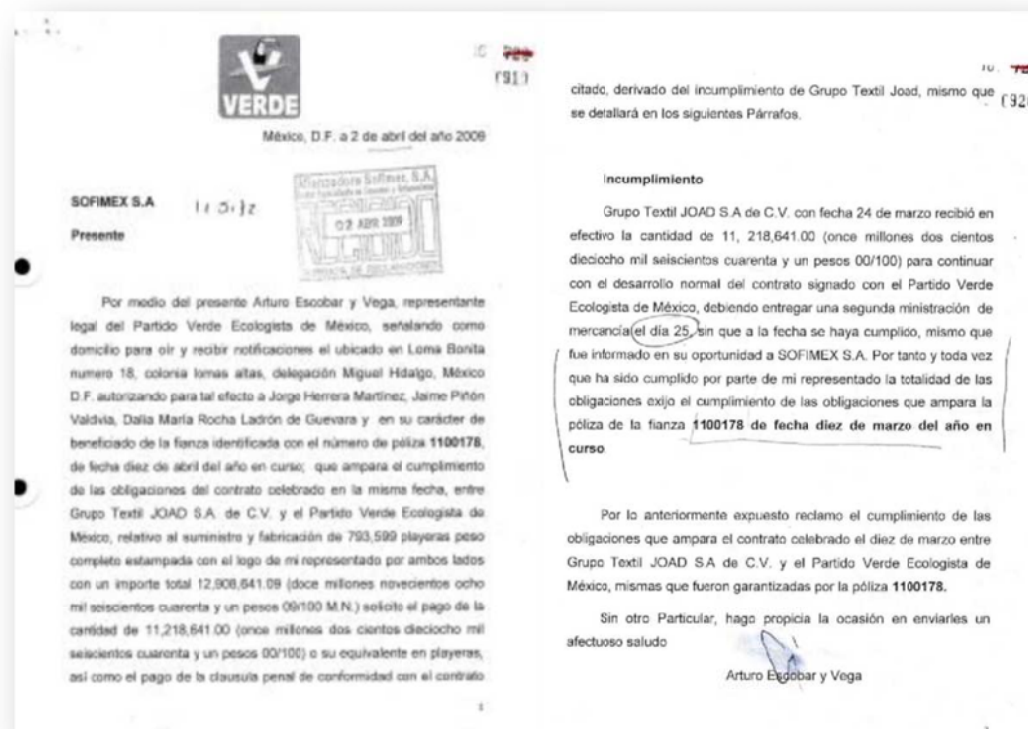 VERDE
0919
México, D.F. a 2 de abril del año 2009
SOFIMEX S.A
Presente
Afianzadora Sofimex, S.A.
02 ABR 2009
Por medio del presente Arturo Escobar y Vega, representante
legal del Partido Verde Ecologista de México, señalando como
domicilio para oir y recibir notificaciones el ubicado en Loma Bonita
numero 18, colonia lomas altas, delegación Miguel Hidalgo, México
D.F. autorizando para tal efecto a Jorge Herrera Martínez, Jaime Piñón
Valdivia, Dalia María Rocha Ladrón de Guevara y en su carácter de
beneficiado de la fianza identificada con el número de póliza 1100178,
de fecha diez de abril del año en curso; que ampara el cumplimiento
de las obligaciones del contrato celebrado en la misma fecha, entre
Grupo Textil JOAD S.A. de C.V. y el Partido Verde Ecologista de
México, relativo al suministro y fabricación de 793,599 playeras peso
completo estampada con el logo de mi representado por ambos lados
con un importe total 12,908,641.09 (doce millones novecientos ocho
mil seiscientos cuarenta y un pesos 09/100 M.N.) solicito el pago de la
cantidad de 11,218,641.00 (once millones dos cientos dieciocho mil
seiscientos cuarenta y un pesos 00/100) o su equivalente en playeras,
así como el pago de la clausula penal de conformidad con el contrato
1
citado, derivado del incumplimiento de Grupo Textil Joad, mismo que
se detallará en los siguientes Párrafos.
Incumplimiento
Grupo Textil JOAD S.A de C.V. con fecha 24 de marzo recibió en
efectivo la cantidad de 11, 218,641.00 (once millones dos cientos
dieciocho mil seiscientos cuarenta y un pesos 00/100) para continuar
con el desarrollo normal del contrato signado con el Partido Verde
Ecologista de México, debiendo entregar una segunda ministración de
mercancía el día 25, sin que a la fecha se haya cumplico, mismo que
fue informado en su oportunidad a SOFIMEX S.A. Por tanto y toda vez
que ha sido cumplido por parte de mi representado la totalidad de las
obligaciones exijo el cumplimiento de las obligaciones que ampara la
póliza de la fianza 1100178 de fecha diez de marzo del año en
curso
Por lo anteriormente expuesto reclamo el cumplimiento de las
obligaciones que ampara el contrato celebrado el diez de marzo entre
Grupo Textil JOAD SA de C.V. y el Partido Verde Ecologista de
México, mismas que fueron garantizadas por la póliza 1100178.
Sin otro Particular, hago propicia la ocasión en enviarles un
afectuoso saludo
Arturo Escobar y Vega